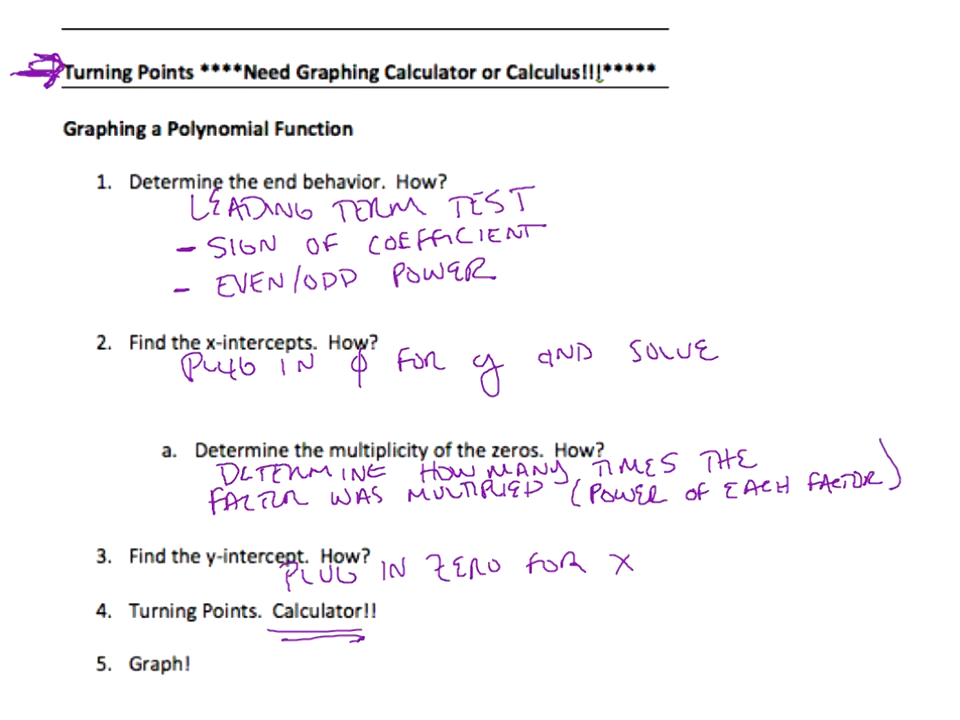 Turning Points ****Need Graphing Calculator or Calculus!!!*****
Graphing a Polynomial Function
1. Determine the end behavior. How?
LEADING TERM TEST
- SIGN OF COEFFICIENT
- EVEN/ODD POWER
2. Find the x-intercepts. How?
PLUG IN 0 FOR y AND SOLVE
a. Determine the multiplicity of the zeros. How?
DETERMINE HOW MANY TIMES THE
FACTOR WAS MULTIPLIED (POWER OF EACH FACTOR)
3. Find the y-intercept. How?
PLUG IN ZERO FOR X
4. Turning Points. Calculator!!
5. Graph!